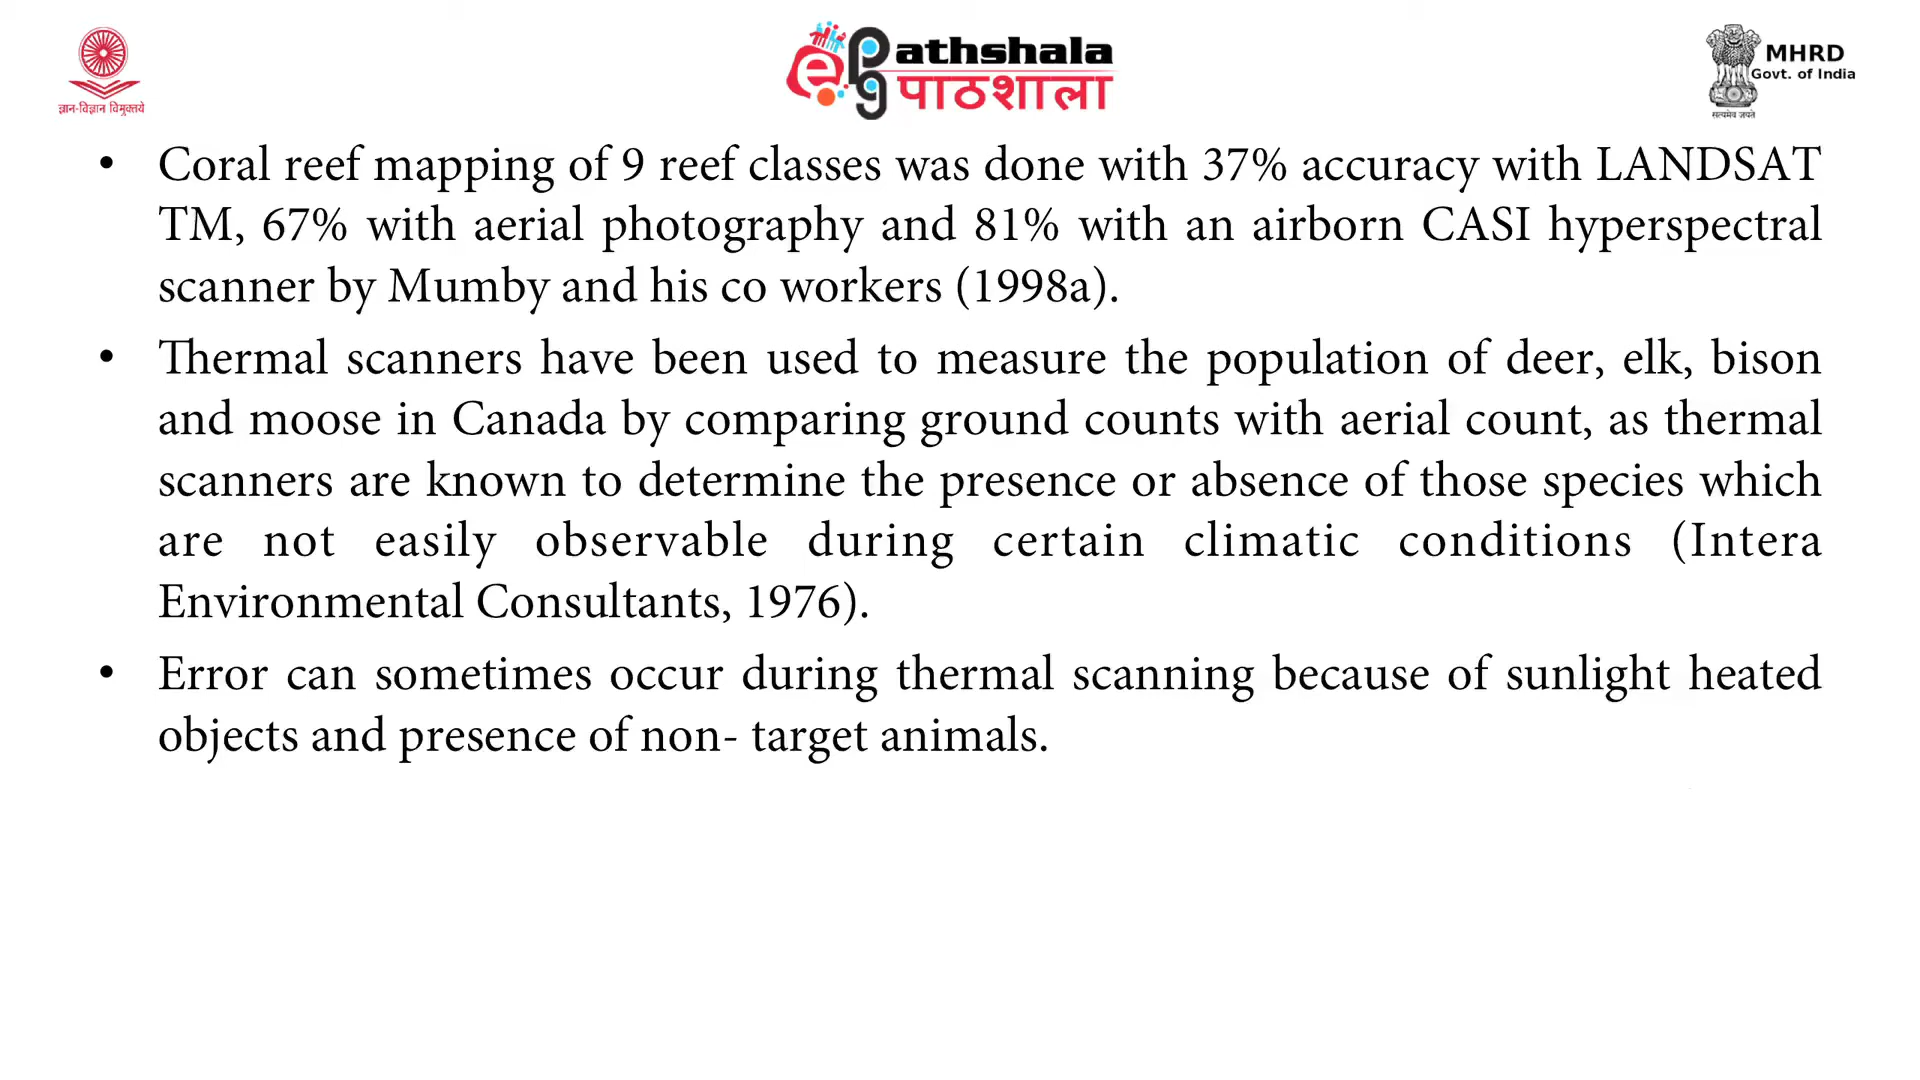 ज्ञान-विज्ञान विमुक्तये
e pg athshala
पाठशाला
MHRD
Govt. of India
सत्यमेव जयते
• Coral reef mapping of 9 reef classes was done with 37% accuracy with LANDSAT
TM, 67% with aerial photography and 81% with an airborn CASI hyperspectral
scanner by Mumby and his co workers (1998a).
• Thermal scanners have been used to measure the population of deer, elk, bison
and moose in Canada by comparing ground counts with aerial count, as thermal
scanners are known to determine the presence or absence of those species which
are not easily observable during certain climatic conditions (Intera
Environmental Consultants, 1976).
• Error can sometimes occur during thermal scanning because of sunlight heated
objects and presence of non- target animals.